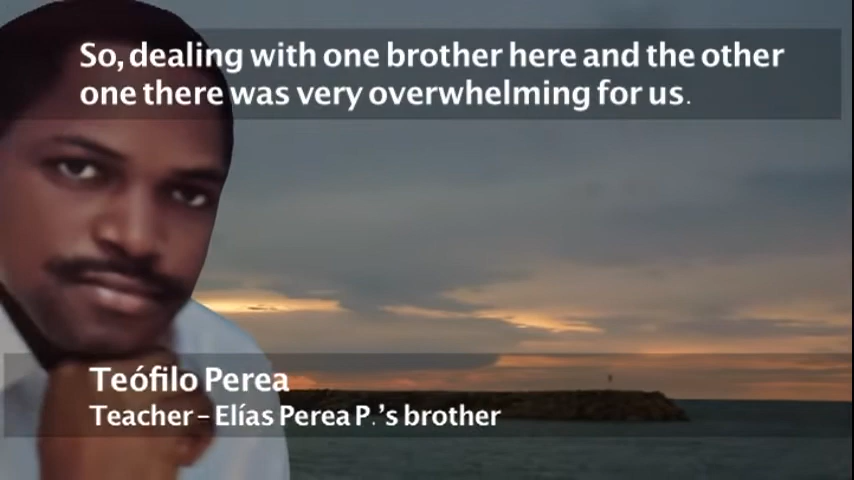 So, dealing with one brother here and the other
one there was very overwhelming for us.
Teófilo Perea
Teacher – Elías Perea P.'s brother